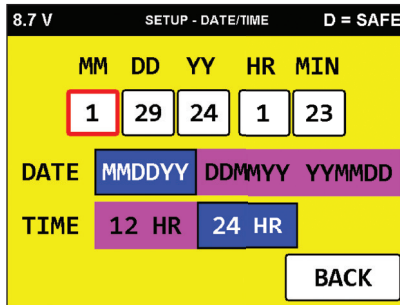 8.7 V SETUP - DATE/TIME D = SAFE
MM DD YY HR MIN
1 29 24 1 23
DATE MMDDYY DDMMYY YYMMDD
TIME 12 HR 24 HR
BACK